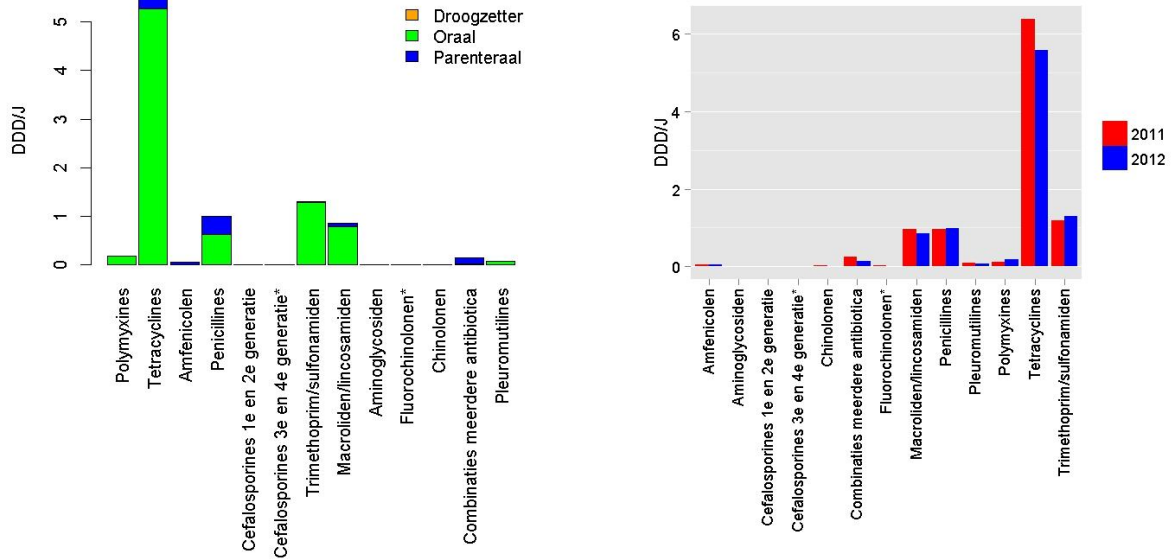 5
4
3
2
1
0
DDD/J
Droogzetter
Oraal
Parenteraal
Polymyxines
Tetracyclines
Amfenicolen
Penicillines
Cefalosporines 1e en 2e generatie
Cefalosporines 3e en 4e generatie*
Trimethoprim/sulfonamiden
Macroliden/lincosamiden
Aminoglycosiden
Fluorochinolonen*
Chinolonen
Combinaties meerdere antibiotica
Pleuromutilines
6
4
2
0
DDD/J
2011
2012
Amfenicolen
Aminoglycosiden
Cefalosporines 1e en 2e generatie
Cefalosporines 3e en 4e generatie*
Chinolonen
Combinaties meerdere antibiotica
Fluorochinolonen*
Macroliden/lincosamiden
Penicillines
Pleuromutilines
Polymyxines
Tetracyclines
Trimethoprim/sulfonamiden